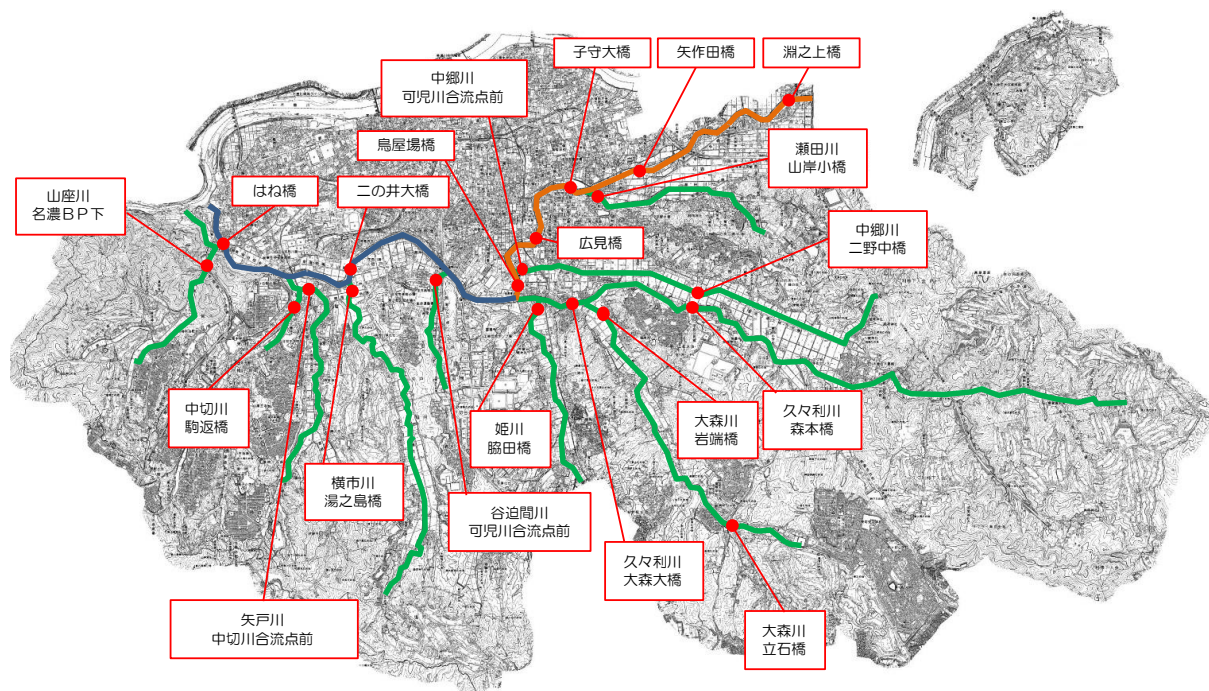 子守大橋
矢作田橋
淵之上橋
中郷川
可児川合流点前
鳥屋場橋
瀬田川
山岸小橋
山座川
名濃BP下
はね橋
二の井大橋
広見橋
中郷川
二野中橋
中切川
駒返橋
姫川
脇田橋
大森川
岩端橋
久々利川
森本橋
横市川
湯之島橋
谷迫間川
可児川合流点前
久々利川
大森大橋
矢戸川
中切川合流点前
大森川
立石橋